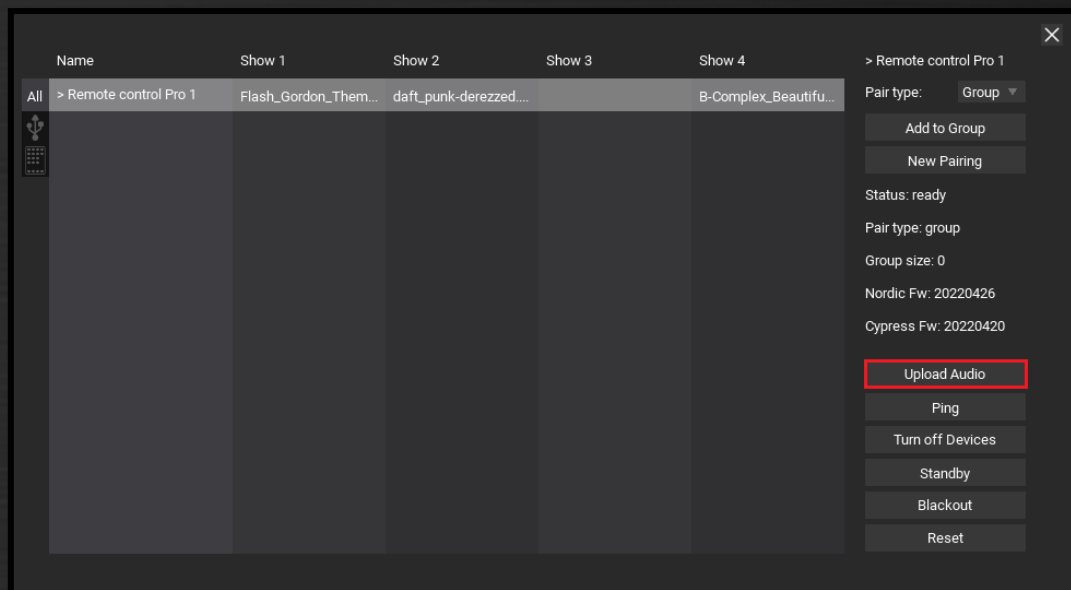 Name Show 1 Show 2 Show 3 Show 4
All > Remote control Pro 1 Flash_Gordon_Them... daft_punk-derezzed.... B-Complex_Beautifu...
> Remote control Pro 1
Pair type: Group
Add to Group
New Pairing
Status: ready
Pair type: group
Group size: 0
Nordic Fw: 20220426
Cypress Fw: 20220420
Upload Audio
Ping
Turn off Devices
Standby
Blackout
Reset